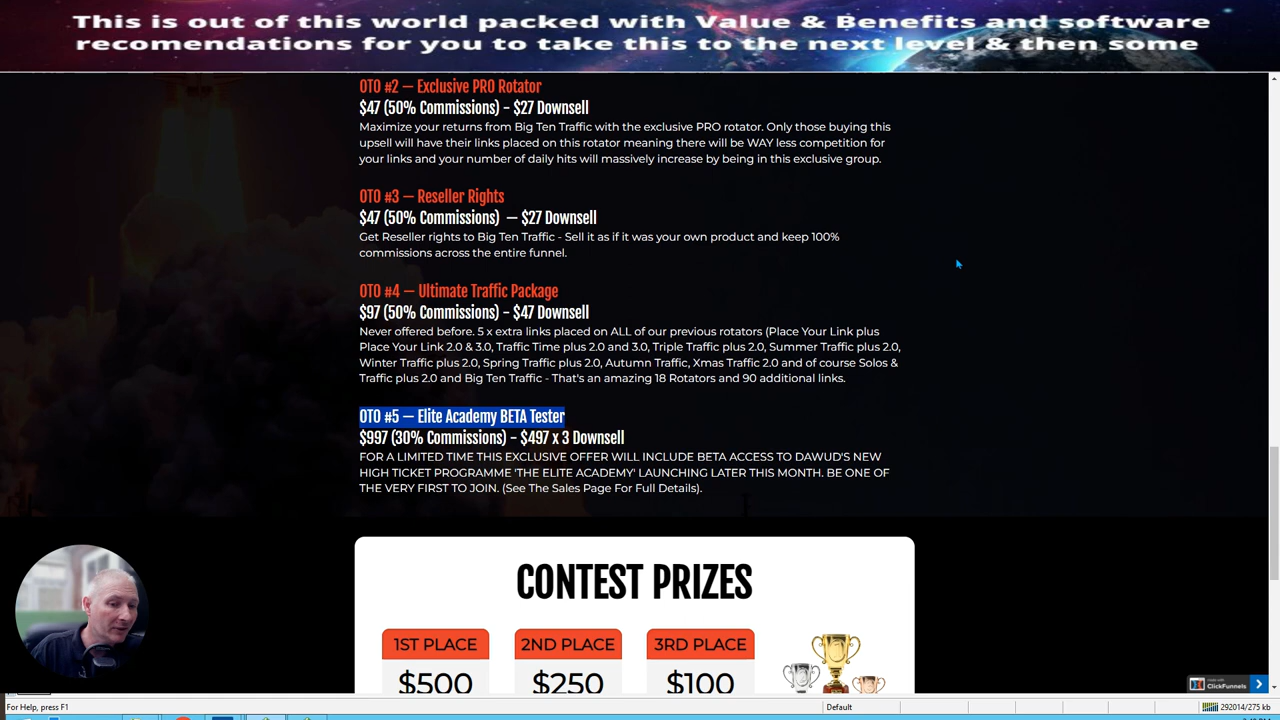 This is out of this world packed with Value & Benefits and software
recomendations for you to take this to the next level & then some
OTO #2 — Exclusive PRO Rotator
$47 (50% Commissions) - $27 Downsell
Maximize your returns from Big Ten Traffic with the exclusive PRO rotator. Only those buying this
upsell will have their links placed on this rotator meaning there will be WAY less competition for
your links and your number of daily hits will massively increase by being in this exclusive group.
OTO #3 — Reseller Rights
$47 (50% Commissions) — $27 Downsell
Get Reseller rights to Big Ten Traffic - Sell it as if it was your own product and keep 100%
commissions across the entire funnel.
OTO #4 — Ultimate Traffic Package
$97 (50% Commissions) - $47 Downsell
Never offered before. 5 x extra links placed on ALL of our previous rotators (Place Your Link plus
Place Your Link 2.0 & 3.0, Traffic Time plus 2.0 and 3.0, Triple Traffic plus 2.0, Summer Traffic plus 2.0,
Winter Traffic plus 2.0, Spring Traffic plus 2.0, Autumn Traffic, Xmas Traffic 2.0 and of course Solos &
Traffic plus 2.0 and Big Ten Traffic - That's an amazing 18 Rotators and 90 additional links.
OTO #5 — Elite Academy BETA Tester
$997 (30% Commissions) - $497 x 3 Downsell
FOR A LIMITED TIME THIS EXCLUSIVE OFFER WILL INCLUDE BETA ACCESS TO DAWUD'S NEW
HIGH TICKET PROGRAMME 'THE ELITE ACADEMY' LAUNCHING LATER THIS MONTH. BE ONE OF
THE VERY FIRST TO JOIN. (See The Sales Page For Full Details).
CONTEST PRIZES
1ST PLACE 2ND PLACE 3RD PLACE
$500 $250 $100
made with
ClickFunnels
For Help, press F1 Default 292014/275 kb